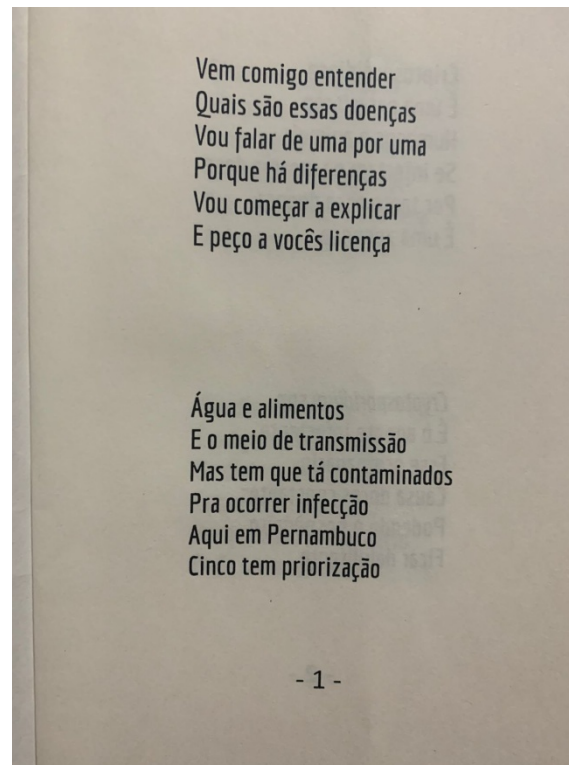 Vem comigo entender
Quais são essas doenças
Vou falar de uma por uma
Porque há diferenças
Vou começar a explicar
E peço a vocês licença
Água e alimentos
E o meio de transmissão
Mas tem que tá contaminados
Pra ocorrer infecção
Aqui em Pernambuco
Cinco tem priorização
- 1 -